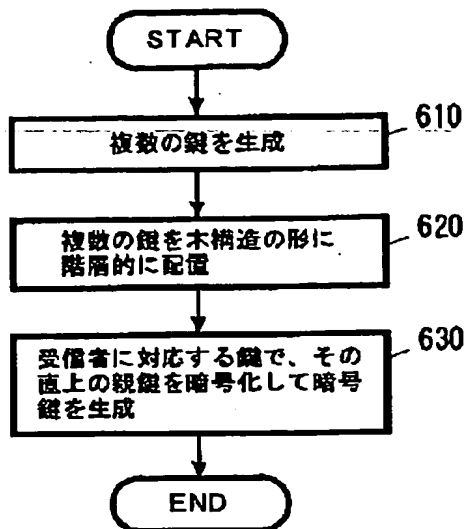 START
複数の鍵を生成
610
複数の鍵を木構造の形に
階層的に配置
620
受信者に対応する鍵で、その
直上の親鍵を暗号化して暗号
鍵を生成
630
END